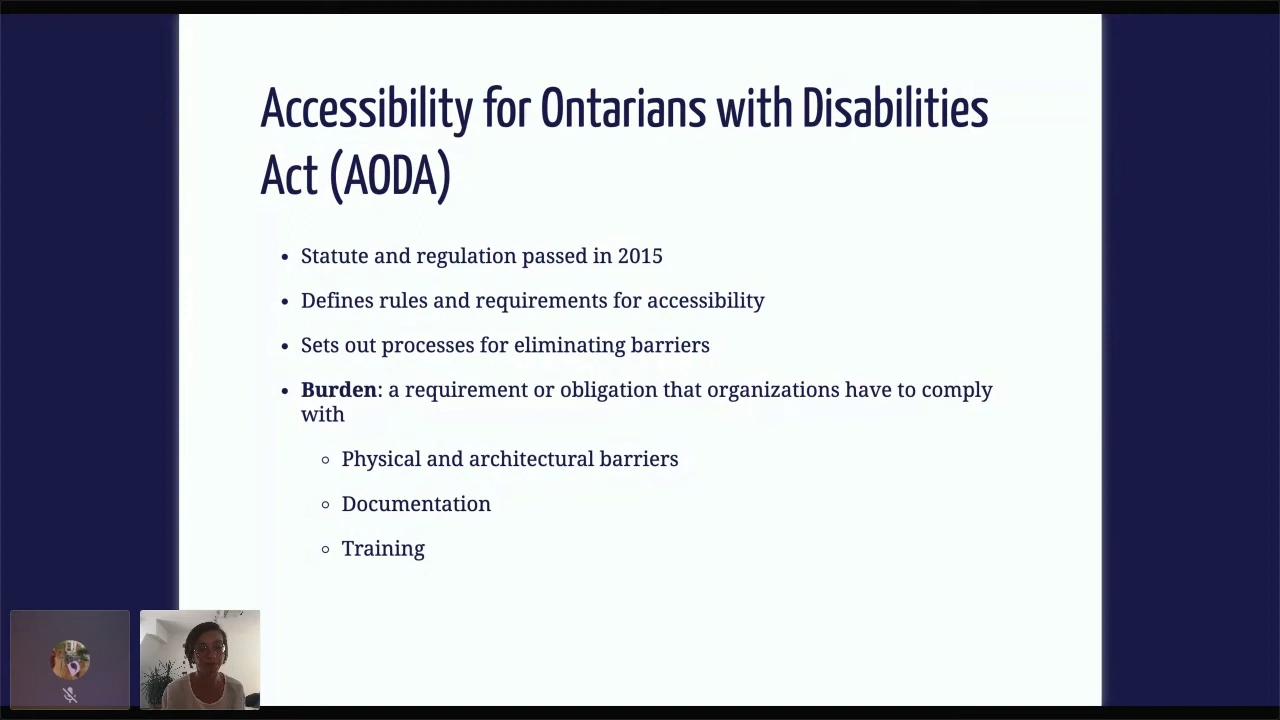 Accessibility for Ontarians with Disabilities
Act (AODA)
• Statute and regulation passed in 2015
• Defines rules and requirements for accessibility
• Sets out processes for eliminating barriers
• Burden: a requirement or obligation that organizations have to comply
with
◦ Physical and architectural barriers
◦ Documentation
◦ Training